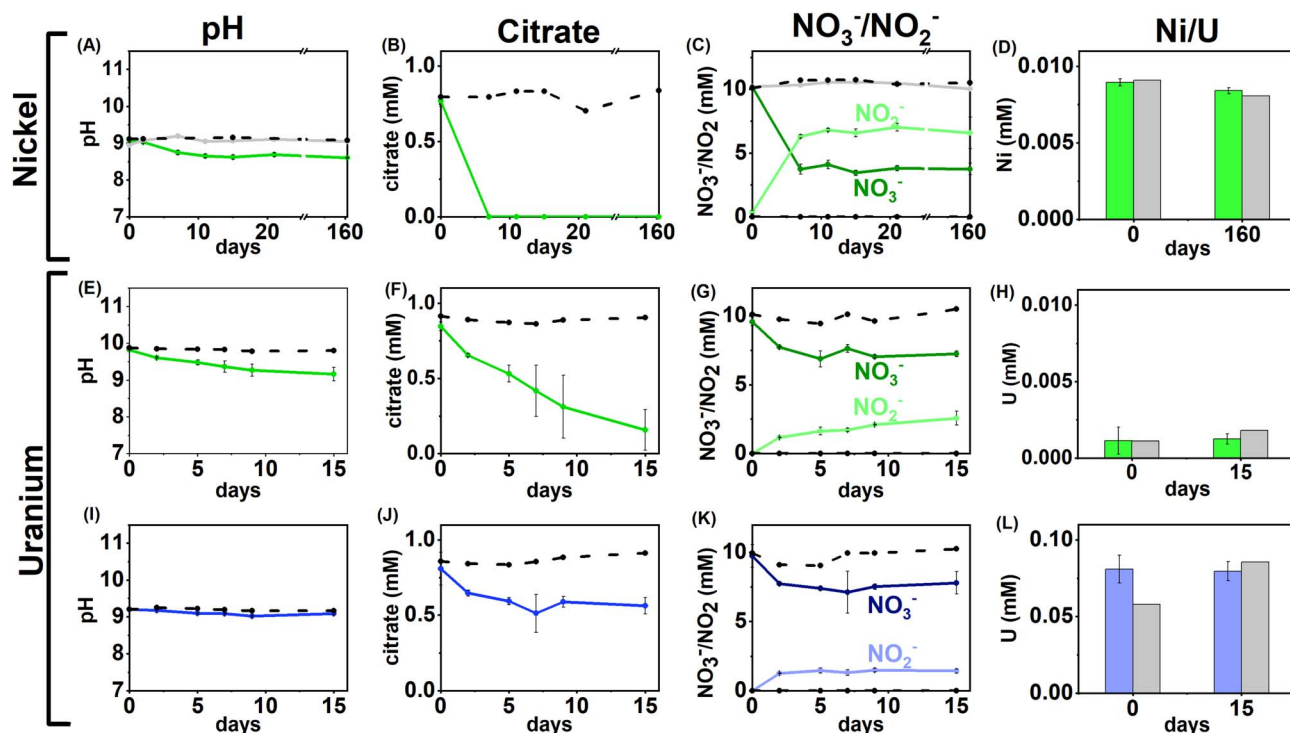 pH
Citrate
NO₃⁻/NO₂⁻
Ni/U
Nickel
(A)
11
10
9
8
7
pH
0
10
20
160
days
(B)
1.0
0.5
0.0
citrate (mM)
0
10
20
160
days
(C)
10
5
0
NO₃⁻/NO₂ (mM)
NO₂⁻
NO₃⁻
0
10
20
160
days
(D)
0.010
0.005
0.000
Ni (mM)
0
160
days
Uranium
(E)
11
10
9
8
7
pH
0
5
10
15
days
(F)
1.0
0.5
0.0
citrate (mM)
0
5
10
15
days
(G)
10
5
0
NO₃⁻/NO₂ (mM)
NO₃⁻
NO₂⁻
0
5
10
15
days
(H)
0.010
0.005
0.000
U (mM)
0
15
days
(I)
11
10
9
8
7
pH
0
5
10
15
days
(J)
1.0
0.5
0.0
citrate (mM)
0
5
10
15
days
(K)
10
5
0
NO₃⁻/NO₂ (mM)
NO₃⁻
NO₂⁻
0
5
10
15
days
(L)
0.10
0.05
0.00
U (mM)
0
15
days